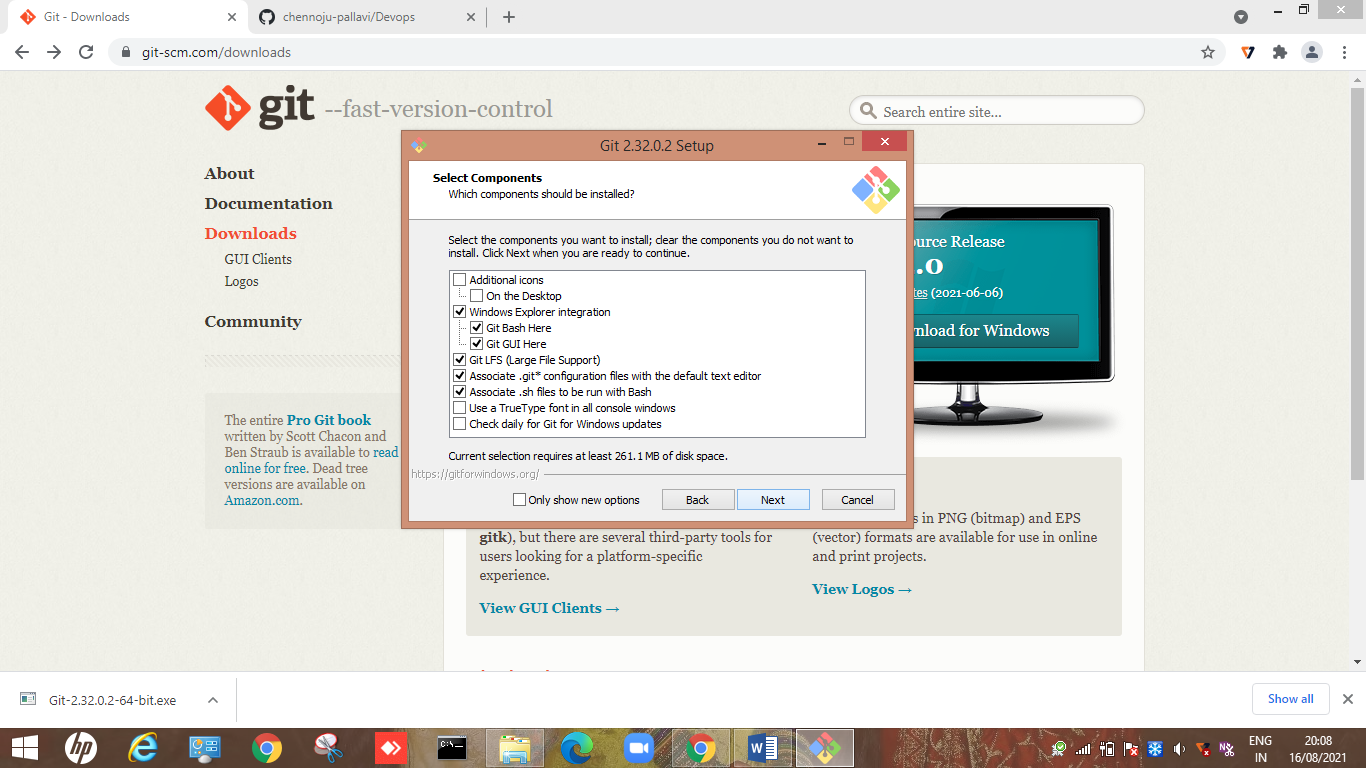 Git - Downloads
chennoju-pallavi/Devops
git-scm.com/downloads
git --fast-version-control
Search entire site...
About
Documentation
Downloads
GUI Clients
Logos
Community
The entire Pro Git book
written by Scott Chacon and
Ben Straub is available to read
online for free. Dead tree
versions are available on
Amazon.com.
Git 2.32.0.2 Setup
Select Components
Which components should be installed?
Select the components you want to install; clear the components you do not want to
install. Click Next when you are ready to continue.
Additional icons
On the Desktop
Windows Explorer integration
Git Bash Here
Git GUI Here
Git LFS (Large File Support)
Associate .git* configuration files with the default text editor
Associate .sh files to be run with Bash
Use a TrueType font in all console windows
Check daily for Git for Windows updates
Current selection requires at least 261.1 MB of disk space.
https://gitforwindows.org/
Only show new options
Back
Next
Cancel
Release
(2021-06-06)
for Windows
gitk), but there are several third-party tools for
users looking for a platform-specific
experience.
View GUI Clients →
in PNG (bitmap) and EPS
(vector) formats are available for use in online
and print projects.
View Logos →
Git-2.32.0.2-64-bit.exe
Show all
hp
C:\_
W
ENG
IN
20:08
16/08/2021